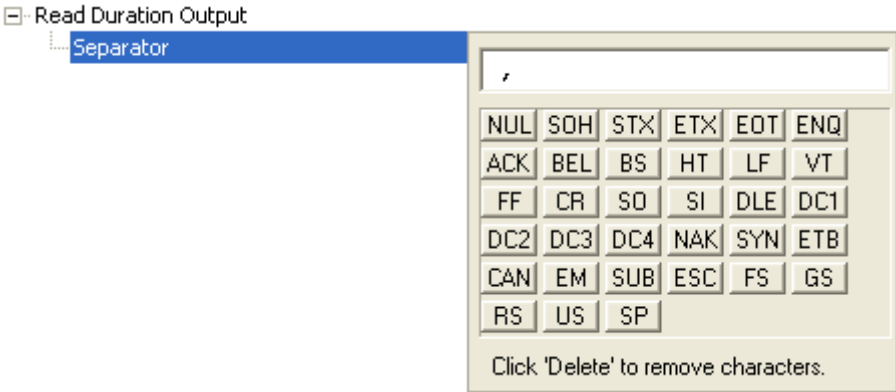 Read Duration Output
Separator
,
NUL SOH STX ETX EOT ENQ
ACK BEL BS HT LF VT
FF CR SO SI DLE DC1
DC2 DC3 DC4 NAK SYN ETB
CAN EM SUB ESC FS GS
RS US SP
Click 'Delete' to remove characters.